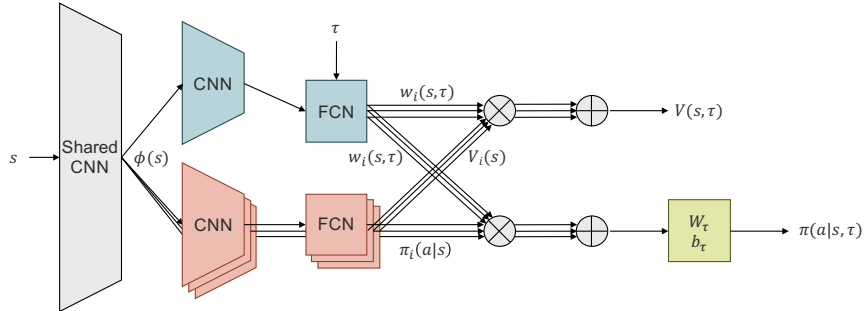 τ
CNN
w_i(s,τ)
FCN
V(s,τ)
Shared
CNN
s
ϕ(s)
w_i(s,τ)
V_i(s)
CNN
FCN
W_τ
b_τ
π(a|s,τ)
π_i(a|s)